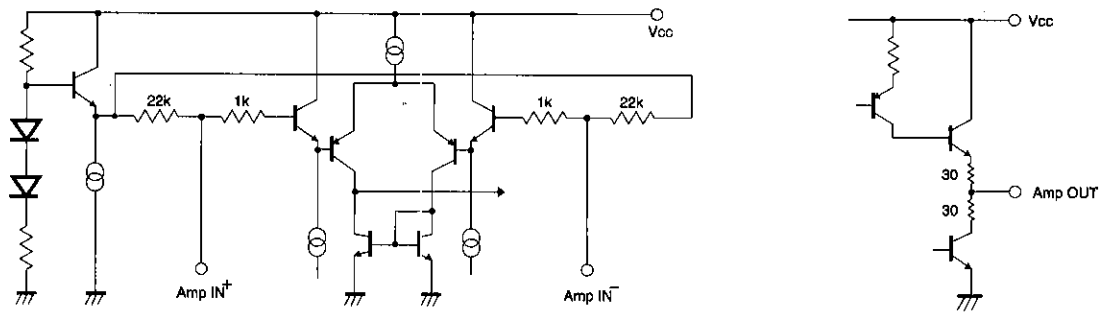 Vcc
22k
1k
1k
22k
Amp IN+
Amp IN-
Vcc
30
30
Amp OUT